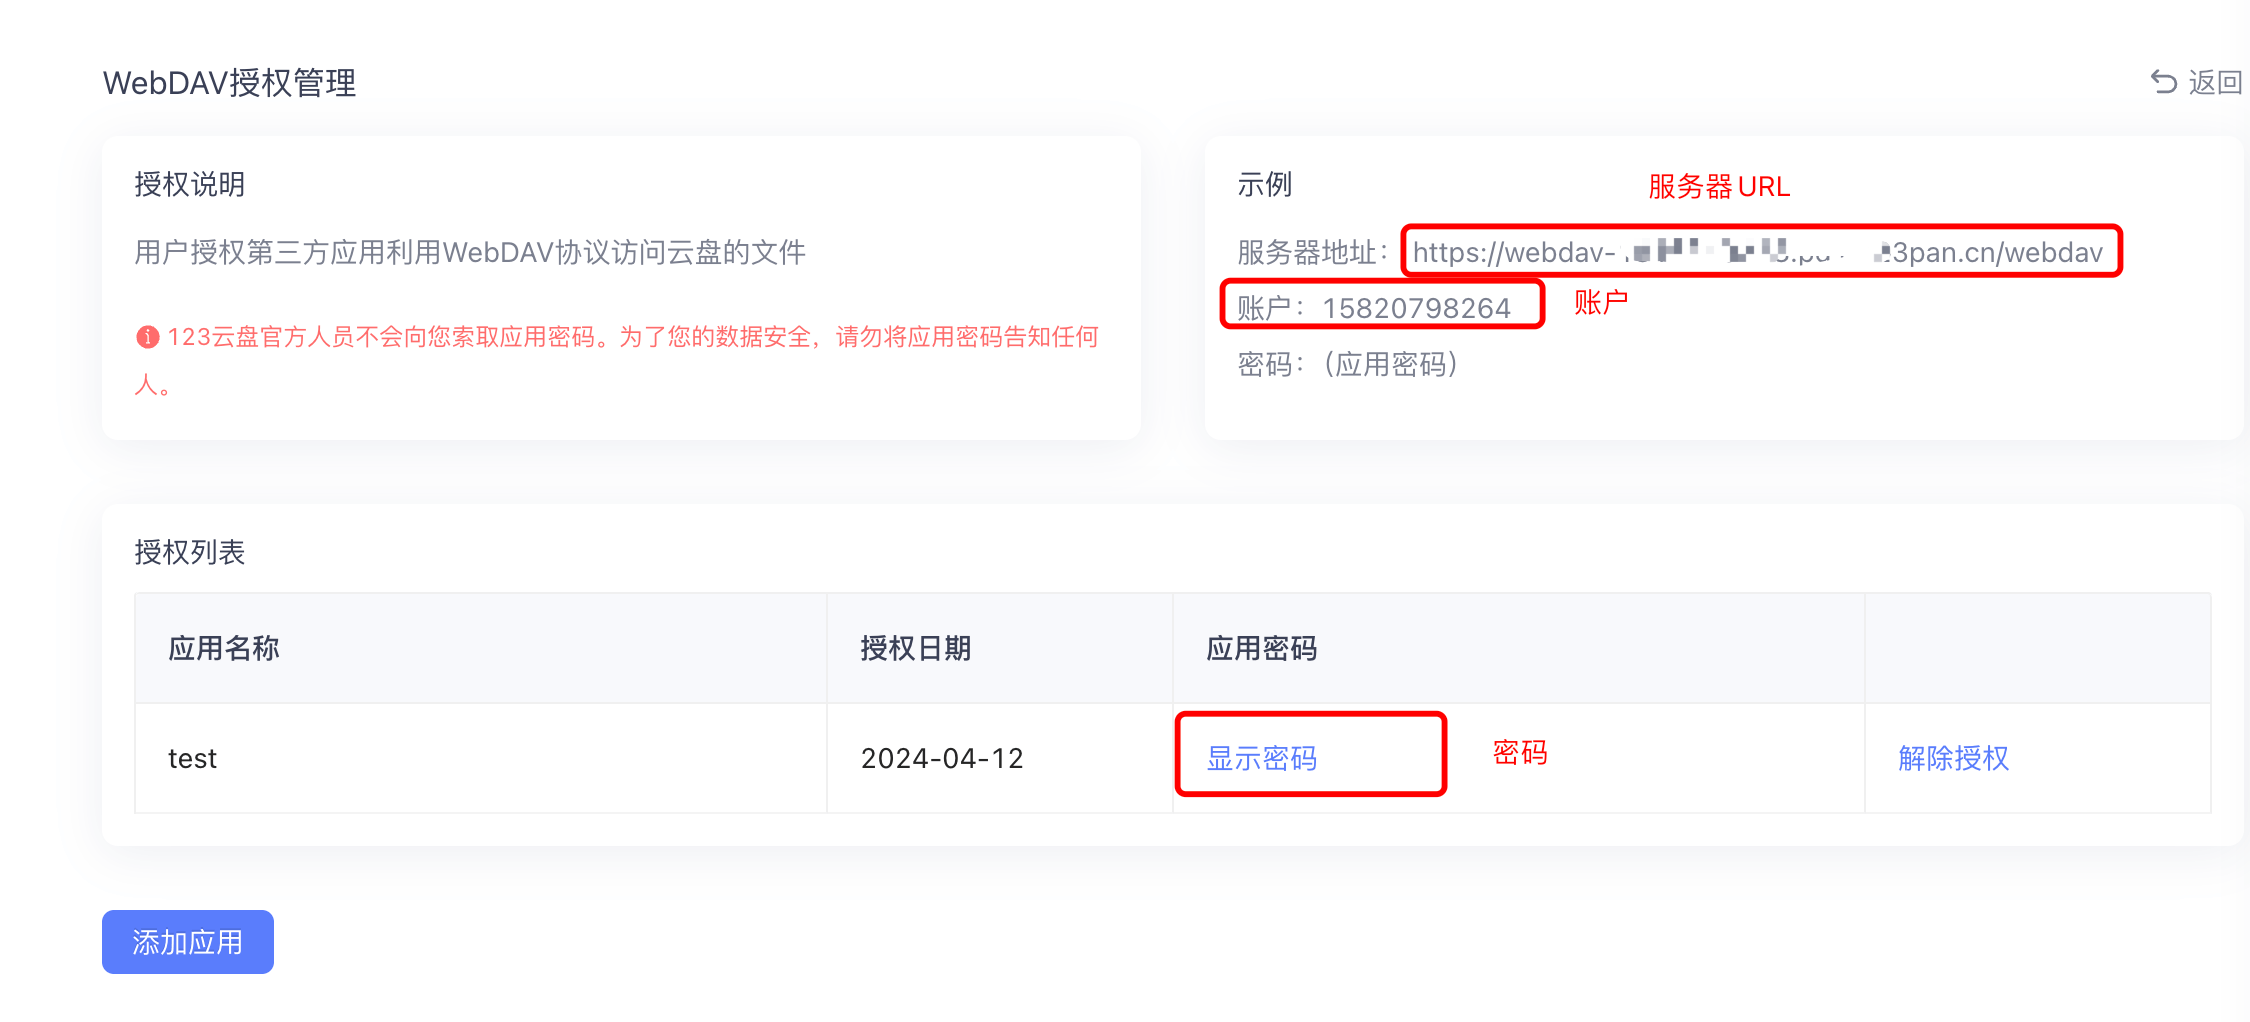 WebDAV授权管理
返回
授权说明
用户授权第三方应用利用WebDAV协议访问云盘的文件
123云盘官方人员不会向您索取应用密码。为了您的数据安全，请勿将应用密码告知任何
人。
示例
服务器URL
服务器地址：https://webdav- 3pan.cn/webdav
账户：15820798264
账户
密码：（应用密码）
授权列表
应用名称 授权日期 应用密码
test 2024-04-12 显示密码 密码 解除授权
添加应用